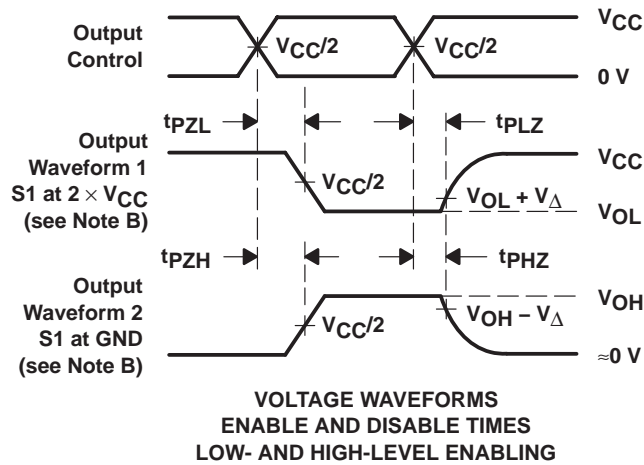 Output
Control
VCC/2
VCC/2
VCC
0 V
tPZL
tPLZ
Output
Waveform 1
S1 at 2 × VCC
(see Note B)
VCC/2
VCC
VOL + VΔ
VOL
tPZH
tPHZ
Output
Waveform 2
S1 at GND
(see Note B)
VCC/2
VOH
VOH − VΔ
≈0 V
VOLTAGE WAVEFORMS
ENABLE AND DISABLE TIMES
LOW- AND HIGH-LEVEL ENABLING